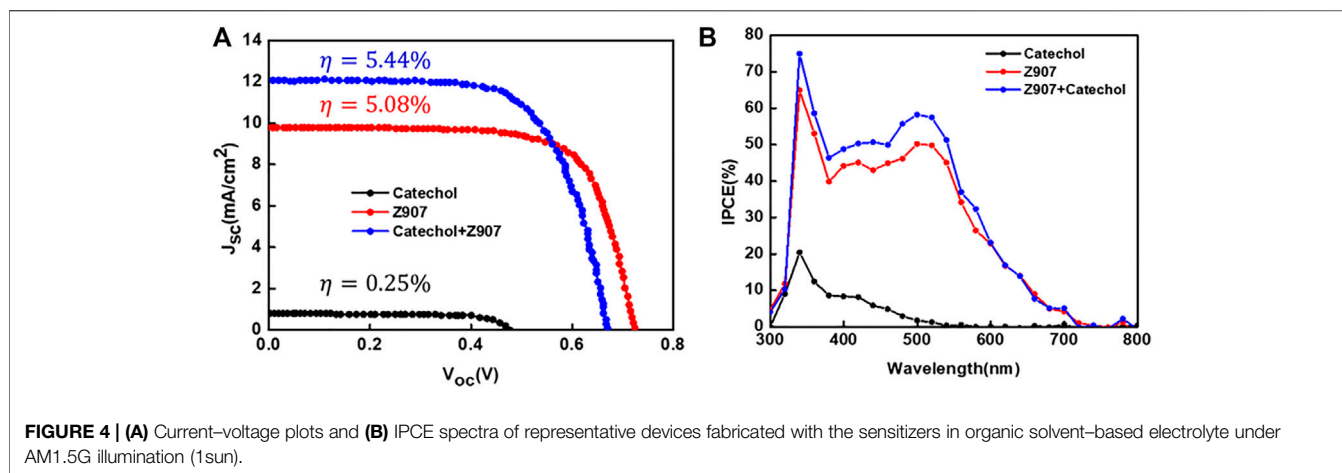 A
14
12
10
8
6
4
2
0
J_SC(mA/cm²)
η = 5.44%
η = 5.08%
Catechol
Z907
Catechol+Z907
η = 0.25%
0.0 0.2 0.4 0.6 0.8
V_OC(V)
B
80
70
60
50
40
30
20
10
0
IPCE(%)
Catechol
Z907
Z907+Catechol
300 400 500 600 700 800
Wavelength(nm)
FIGURE 4 | (A) Current–voltage plots and (B) IPCE spectra of representative devices fabricated with the sensitizers in organic solvent–based electrolyte under
AM1.5G illumination (1sun).